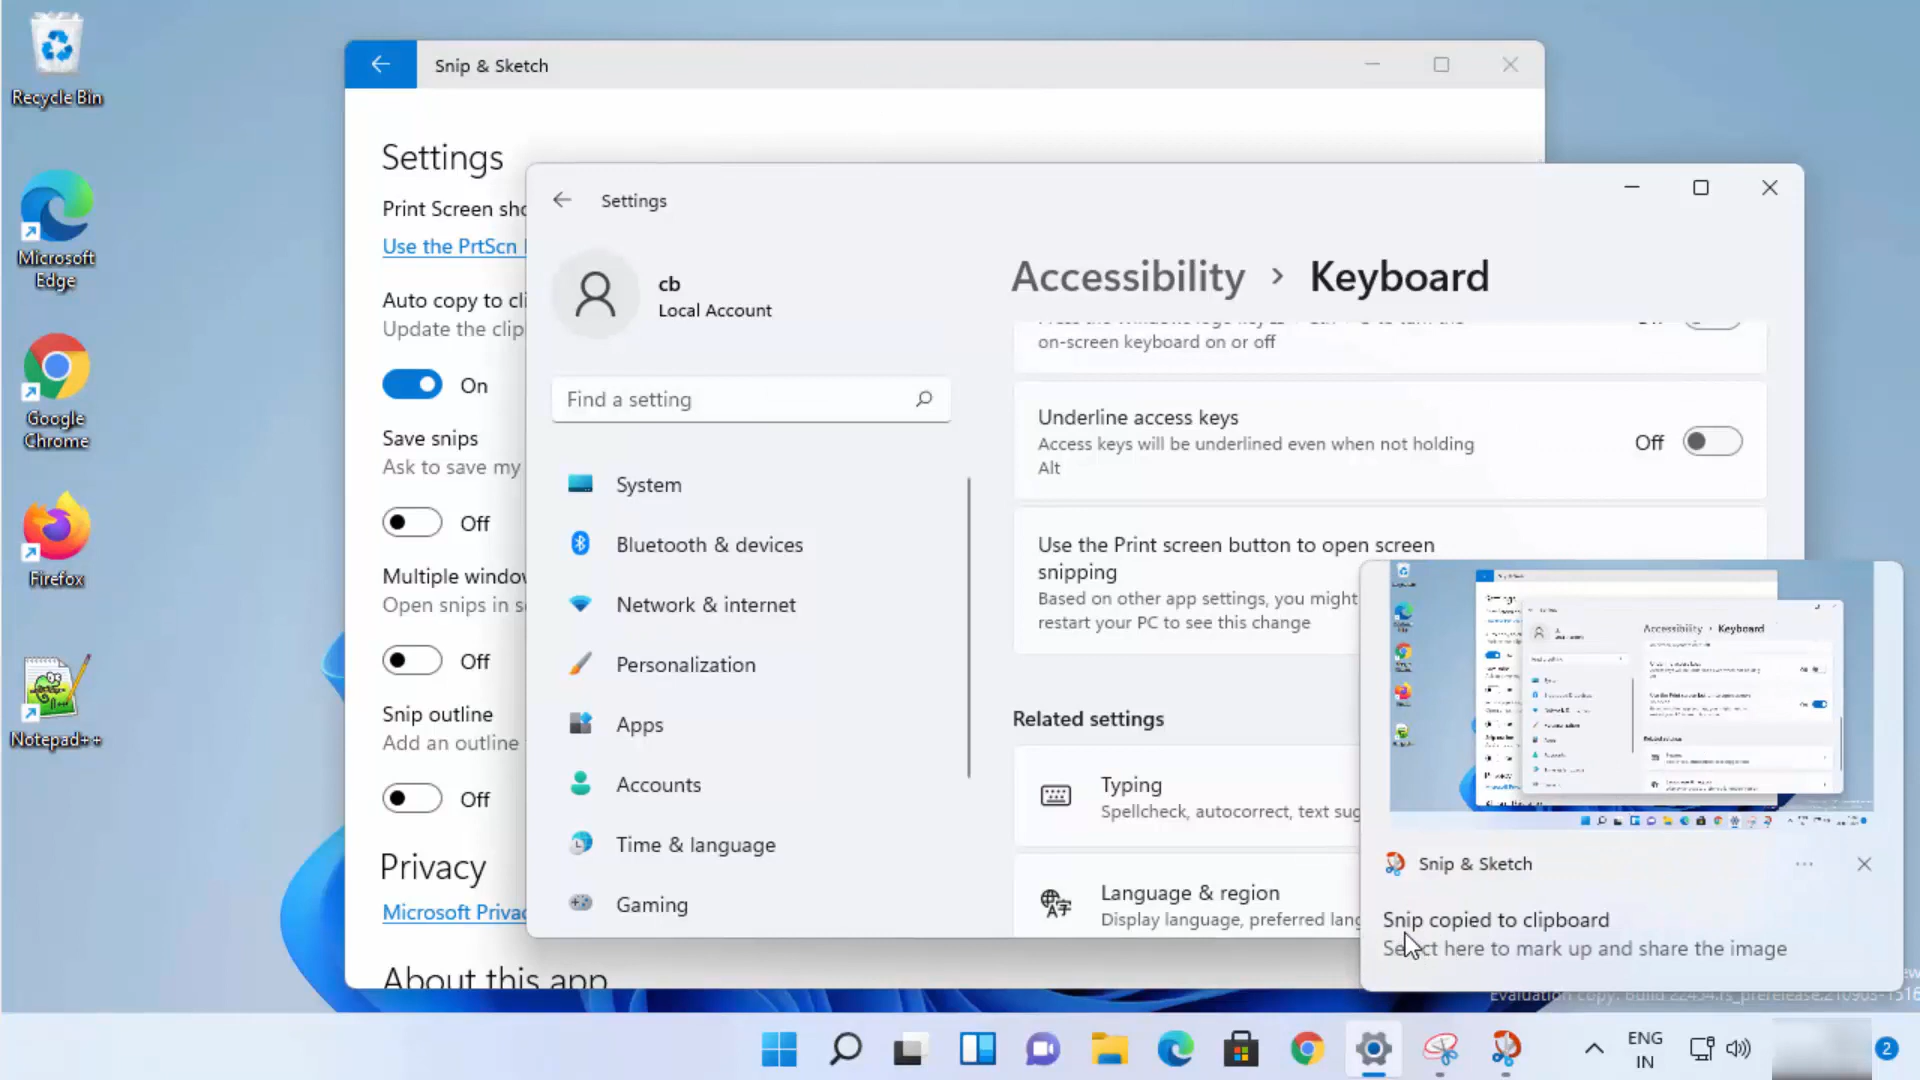 Recycle Bin
Microsoft
Edge
Google
Chrome
Firefox
Notepad++
Snip & Sketch
Settings
Print Screen sho
Use the PrtScn
Auto copy to cli
Update the clip
On
Save snips
Ask to save my
Off
Multiple window
Open snips in s
Off
Snip outline
Add an outline
Off
Privacy
Microsoft Privac
About this app
Settings
cb
Local Account
Find a setting
System
Bluetooth & devices
Network & internet
Personalization
Apps
Accounts
Time & language
Gaming
Accessibility > Keyboard
on-screen keyboard on or off
Underline access keys
Access keys will be underlined even when not holding
Alt
Off
Use the Print screen button to open screen
snipping
Based on other app settings, you might
restart your PC to see this change
Related settings
Typing
Spellcheck, autocorrect, text sug
Language & region
Display language, preferred lang
Accessibility > Keyboard
Snip & Sketch
Snip copied to clipboard
Select here to mark up and share the image
ENG
IN
2